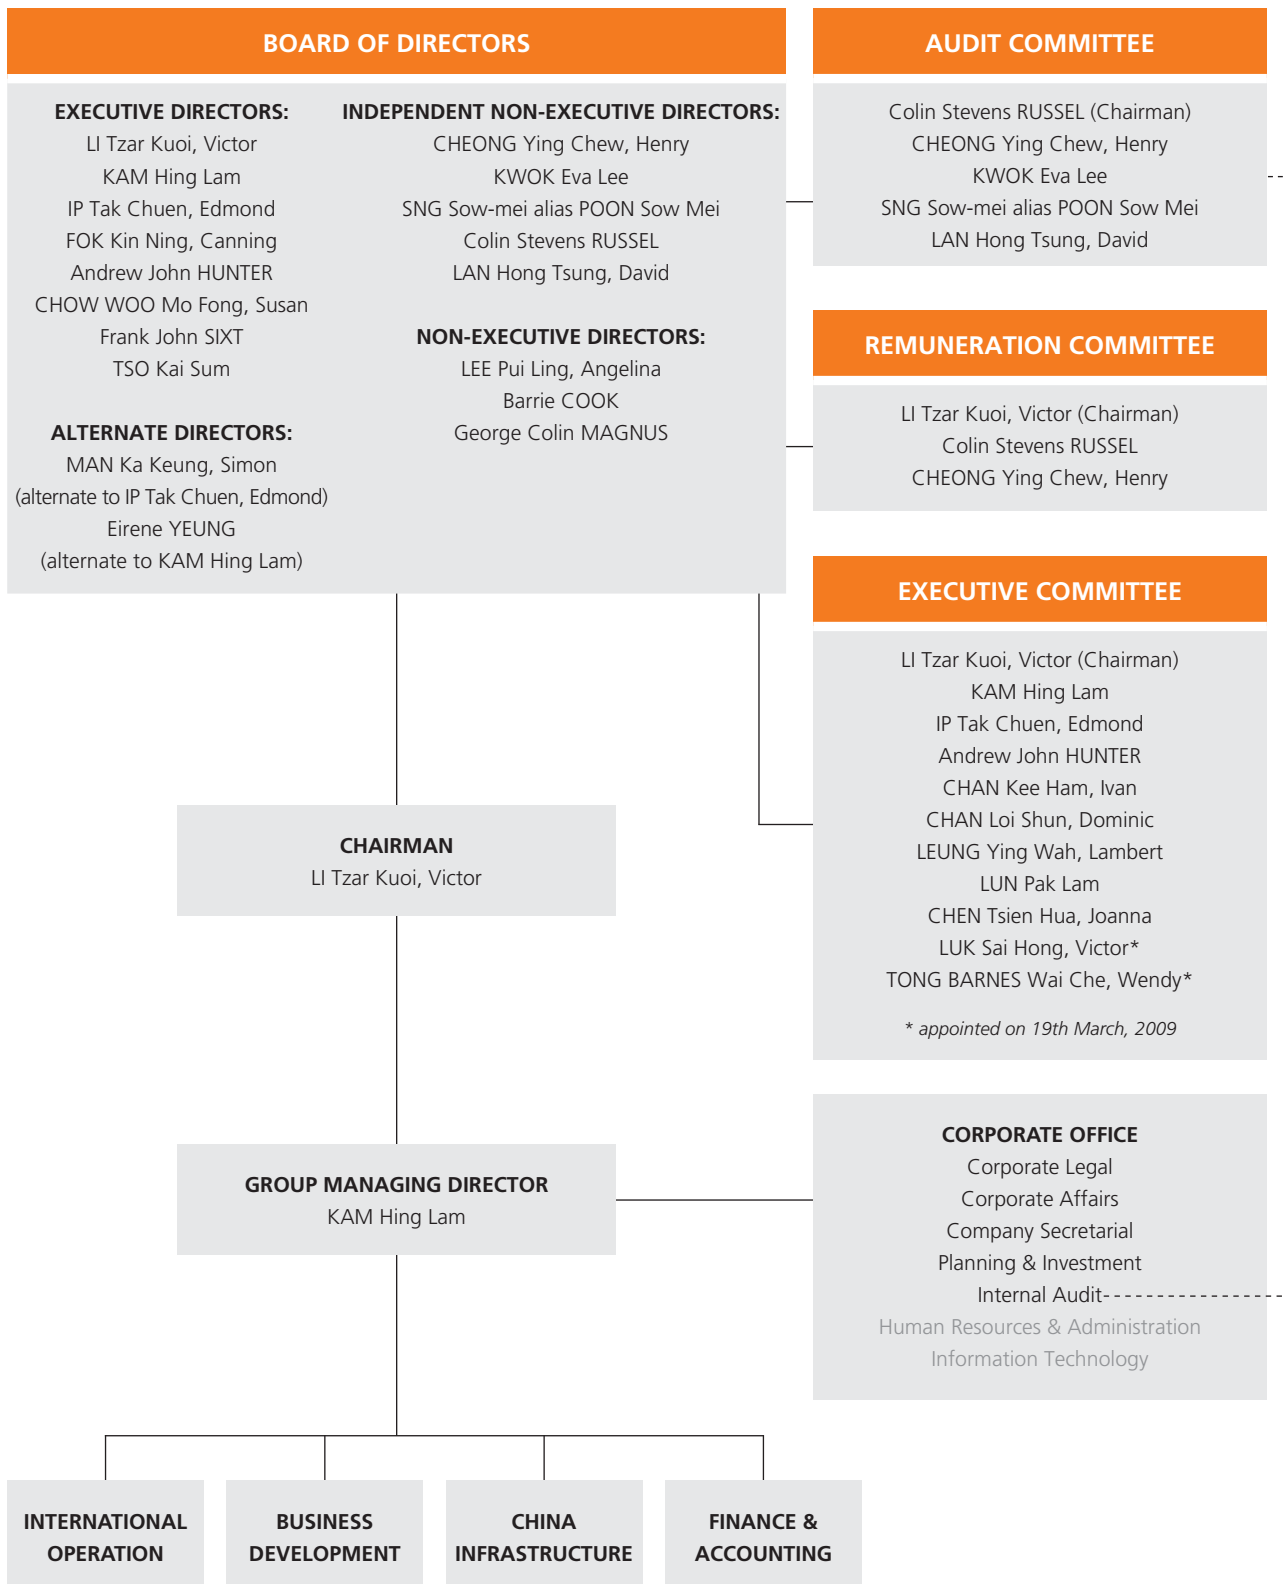 BOARD OF DIRECTORS
EXECUTIVE DIRECTORS:
LI Tzar Kuoi, Victor
KAM Hing Lam
IP Tak Chuen, Edmond
FOK Kin Ning, Canning
Andrew John HUNTER
CHOW WOO Mo Fong, Susan
Frank John SIXT
TSO Kai Sum
ALTERNATE DIRECTORS:
MAN Ka Keung, Simon
(alternate to IP Tak Chuen, Edmond)
Eirene YEUNG
(alternate to KAM Hing Lam)
INDEPENDENT NON-EXECUTIVE DIRECTORS:
CHEONG Ying Chew, Henry
KWOK Eva Lee
SNG Sow-mei alias POON Sow Mei
Colin Stevens RUSSEL
LAN Hong Tsung, David
NON-EXECUTIVE DIRECTORS:
LEE Pui Ling, Angelina
Barrie COOK
George Colin MAGNUS
AUDIT COMMITTEE
Colin Stevens RUSSEL (Chairman)
CHEONG Ying Chew, Henry
KWOK Eva Lee
SNG Sow-mei alias POON Sow Mei
LAN Hong Tsung, David
REMUNERATION COMMITTEE
LI Tzar Kuoi, Victor (Chairman)
Colin Stevens RUSSEL
CHEONG Ying Chew, Henry
EXECUTIVE COMMITTEE
LI Tzar Kuoi, Victor (Chairman)
KAM Hing Lam
IP Tak Chuen, Edmond
Andrew John HUNTER
CHAN Kee Ham, Ivan
CHAN Loi Shun, Dominic
LEUNG Ying Wah, Lambert
LUN Pak Lam
CHEN Tsien Hua, Joanna
LUK Sai Hong, Victor*
TONG BARNES Wai Che, Wendy*
* appointed on 19th March, 2009
CHAIRMAN
LI Tzar Kuoi, Victor
GROUP MANAGING DIRECTOR
KAM Hing Lam
CORPORATE OFFICE
Corporate Legal
Corporate Affairs
Company Secretarial
Planning & Investment
Internal Audit
Human Resources & Administration
Information Technology
INTERNATIONAL
OPERATION
BUSINESS
DEVELOPMENT
CHINA
INFRASTRUCTURE
FINANCE &
ACCOUNTING